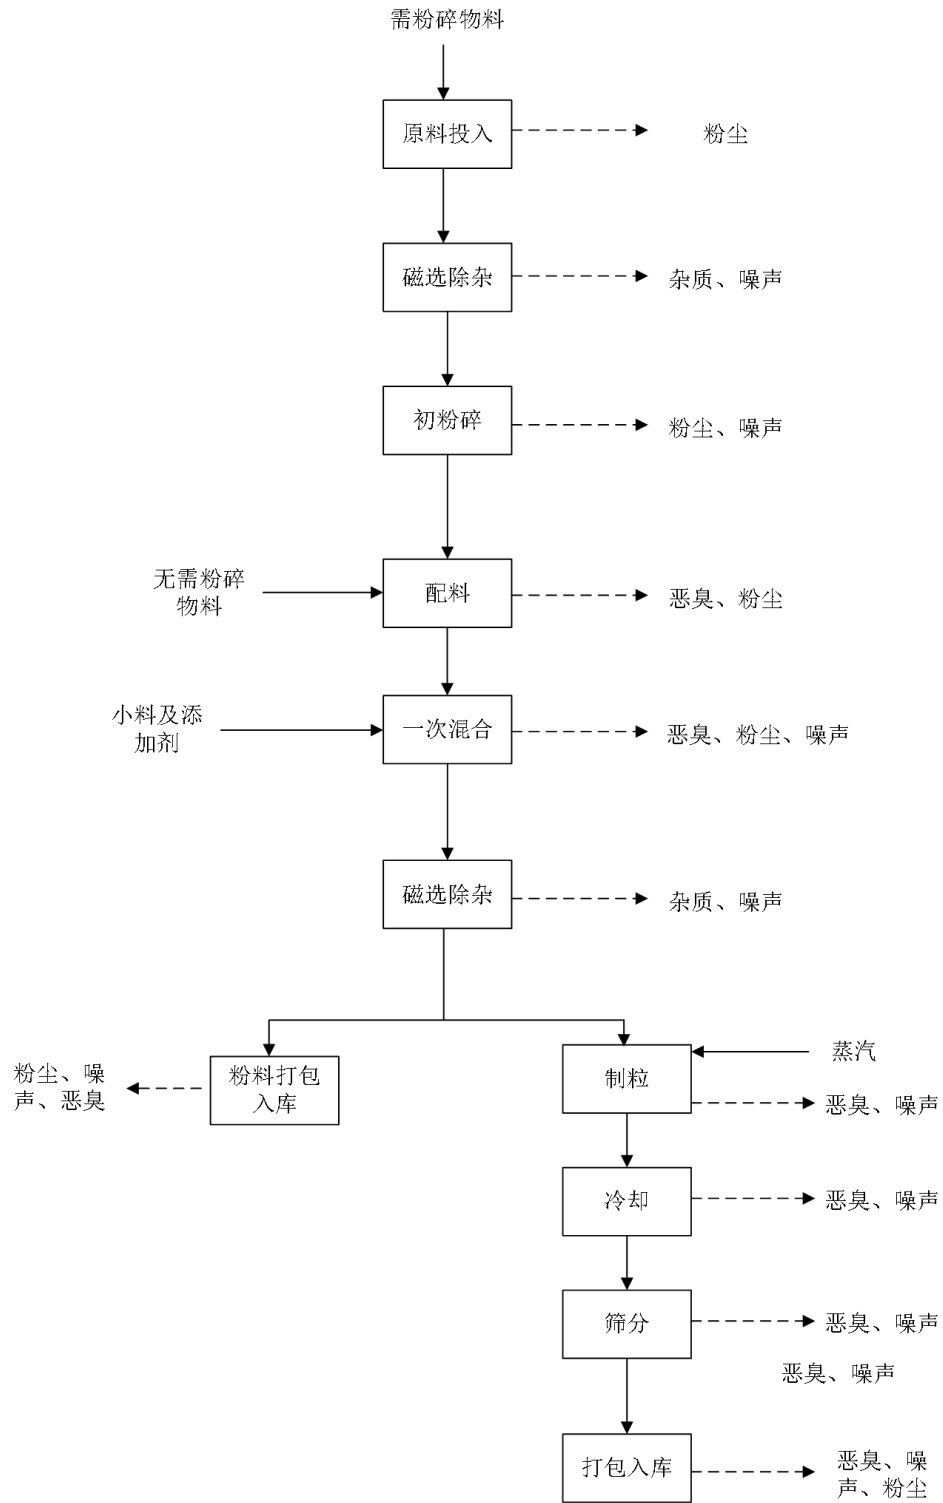 需粉碎物料
原料投入
粉尘
磁选除杂
杂质、噪声
初粉碎
粉尘、噪声
无需粉碎
物料
配料
恶臭、粉尘
小料及添
加剂
一次混合
恶臭、粉尘、噪声
磁选除杂
杂质、噪声
粉尘、噪
声、恶臭
粉料打包
入库
制粒
蒸汽
恶臭、噪声
冷却
恶臭、噪声
筛分
恶臭、噪声
恶臭、噪声
打包入库
恶臭、噪
声、粉尘